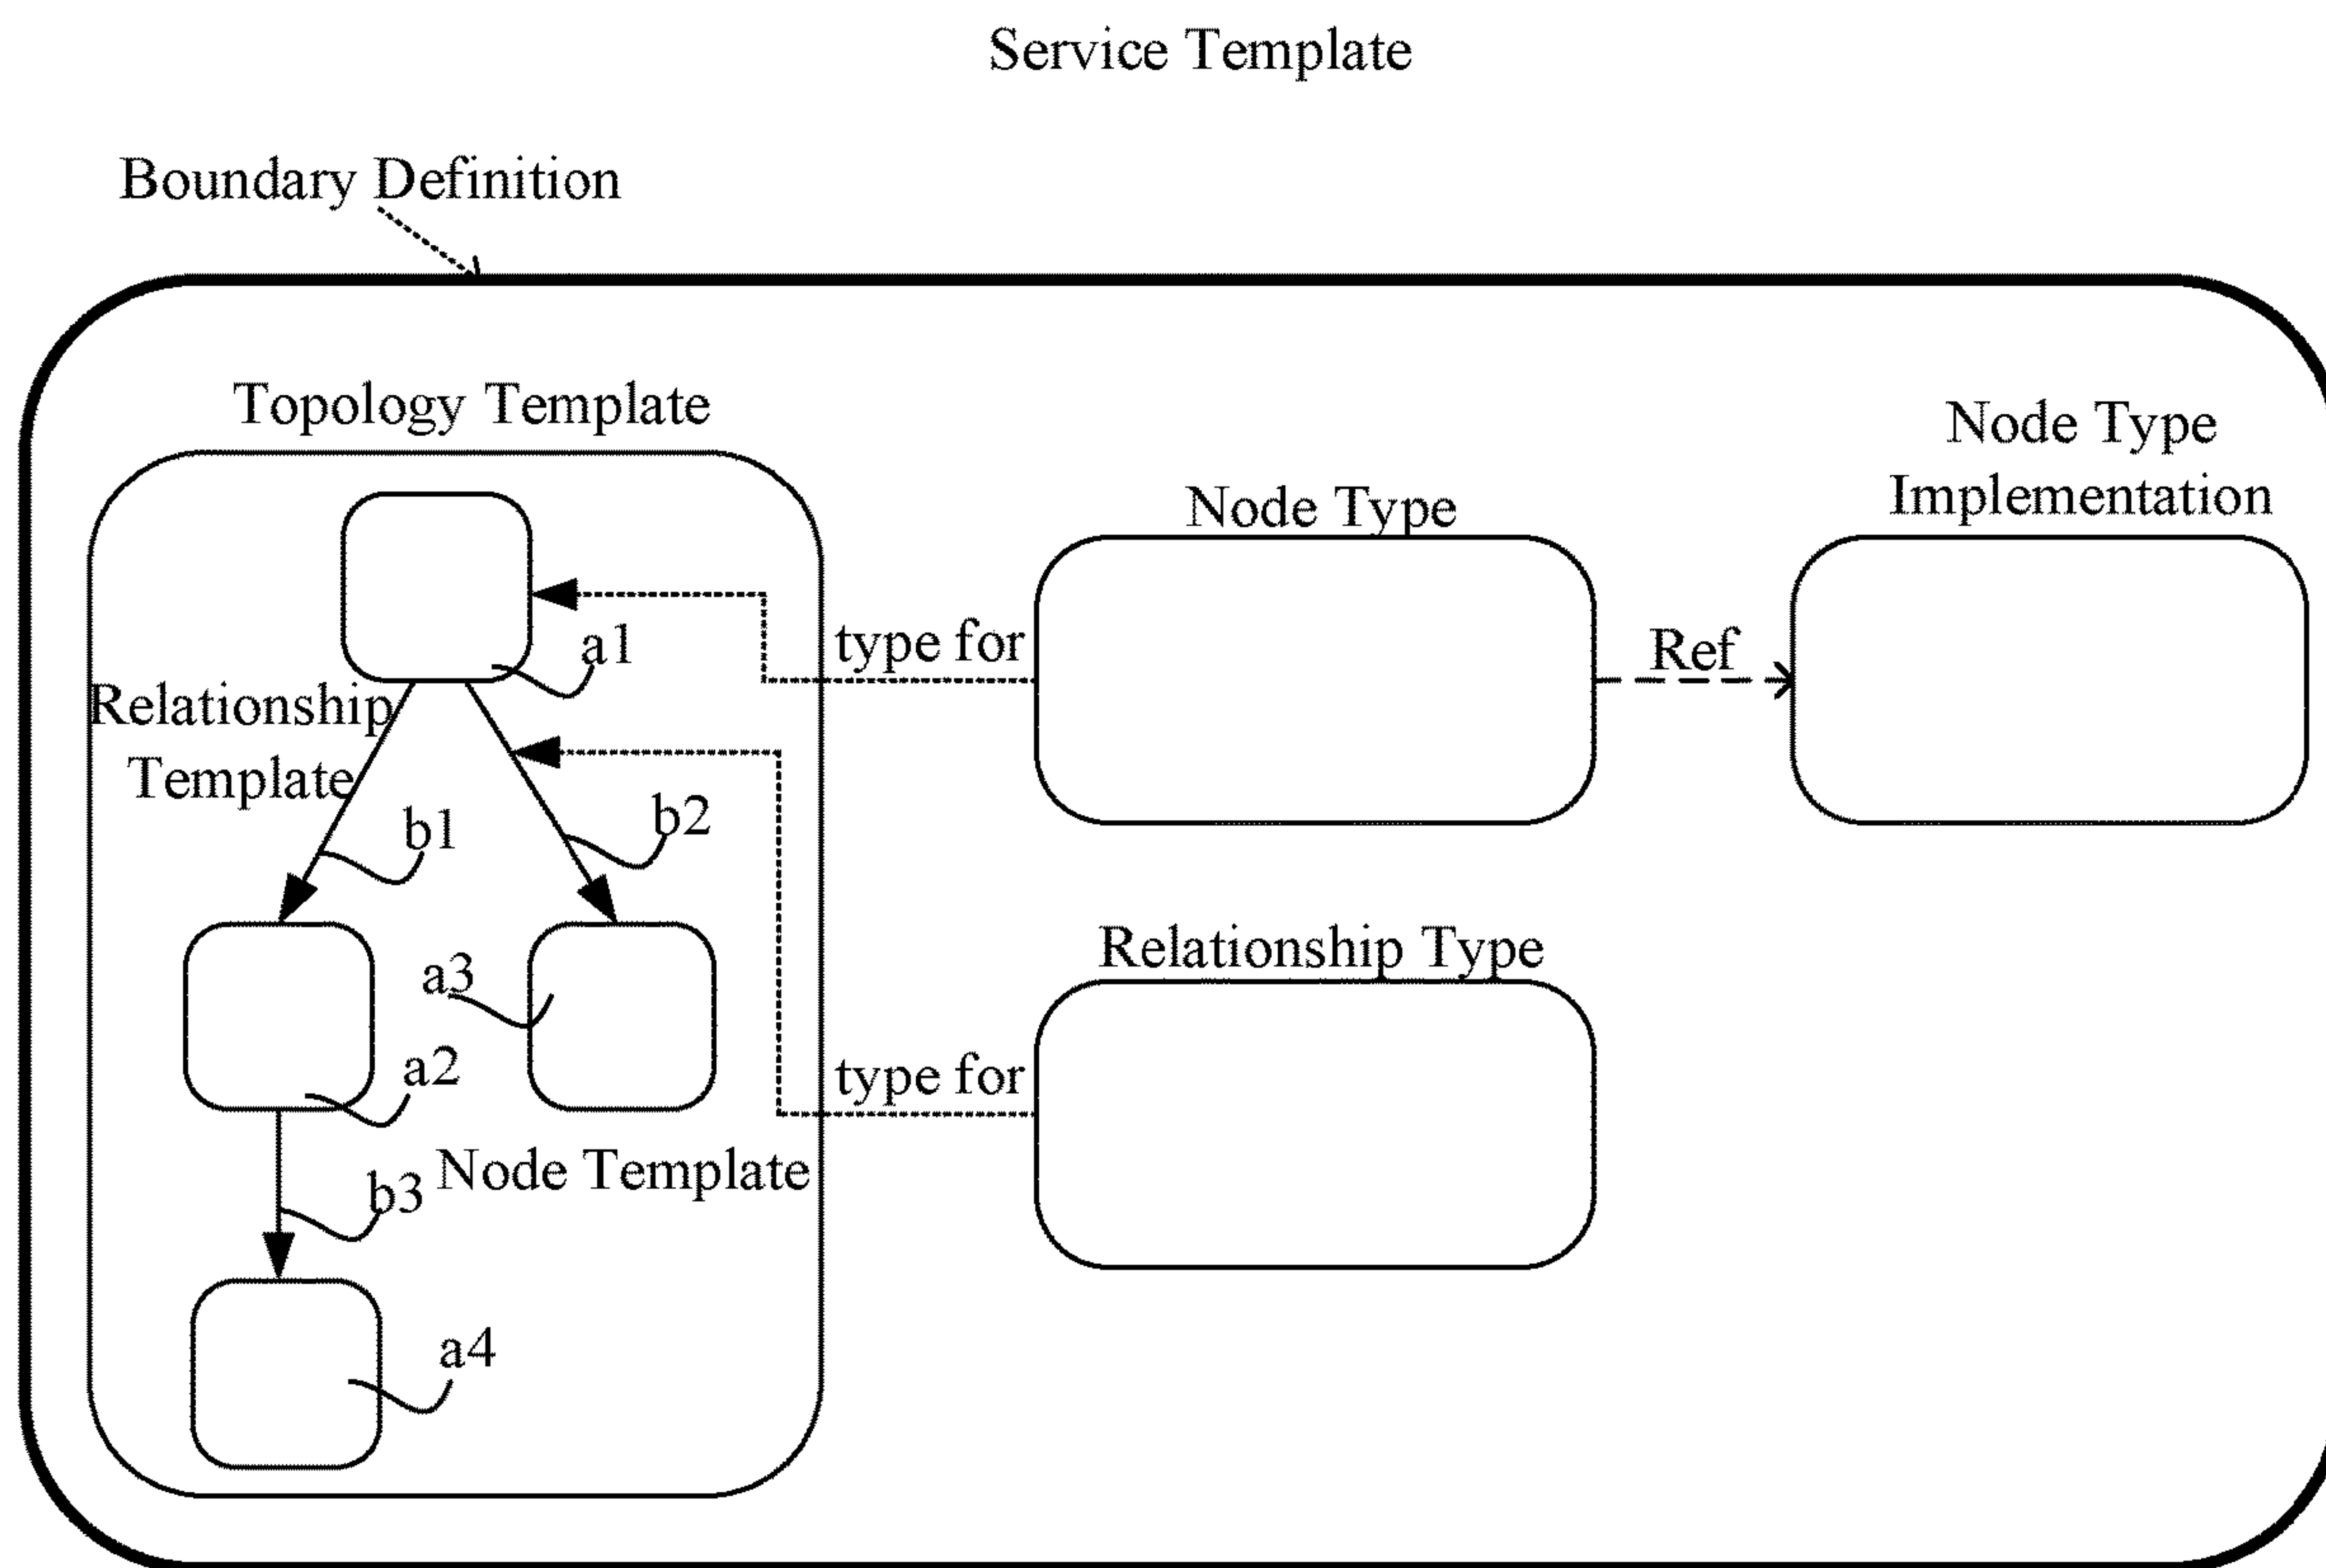 Service Template
Boundary Definition
Topology Template
Node Type
Implementation
Node Type
a1
type for
Ref
Relationship
Template
b1
b2
Relationship Type
a3
a2
type for
Node Template
b3
a4